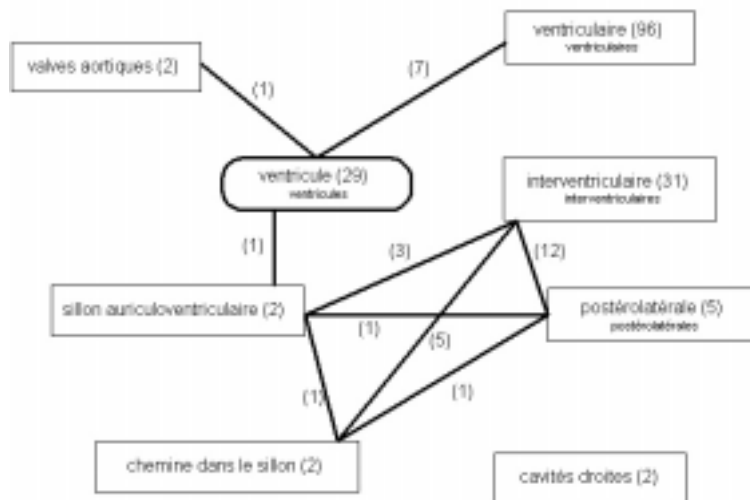 ventriculaire (96)
ventriculaires
valves aortiques (2)
(7)
(1)
ventricule (29)
ventricules
interventriculaire (31)
interventriculaires
(1)
(3)
(12)
sillon auriculoventriculaire (2)
postérolatérale (5)
postérolatérales
(1)
(5)
(1)
(1)
chemine dans le sillon (2)
cavités droites (2)